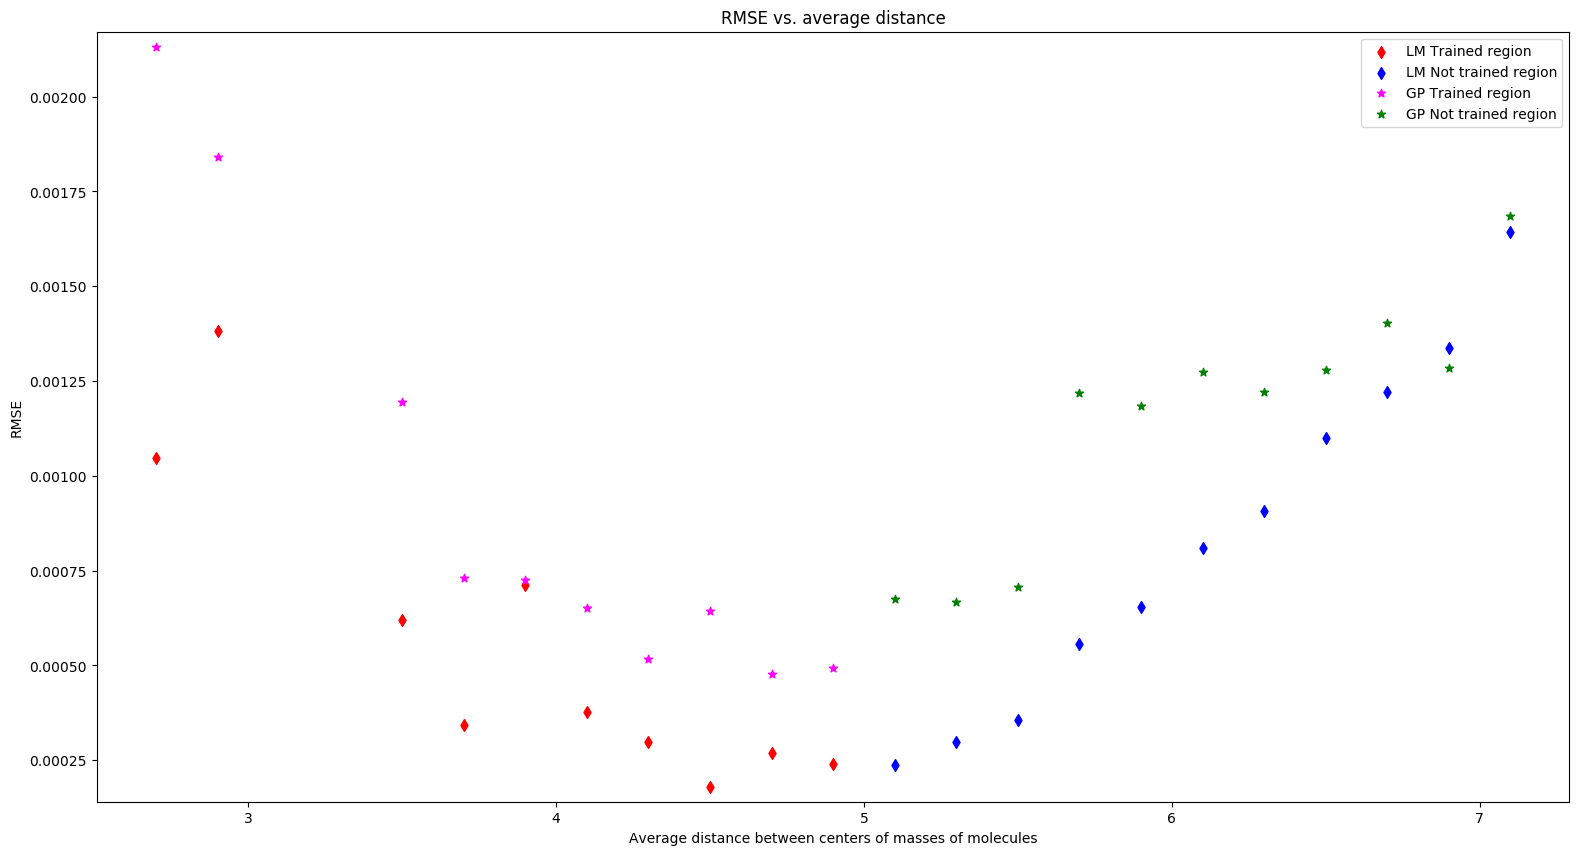 RMSE vs. average distance
LM Trained region
LM Not trained region
GP Trained region
GP Not trained region
0.00200
0.00175
0.00150
0.00125
0.00100
0.00075
0.00050
0.00025
RMSE
3 4 5 6 7
Average distance between centers of masses of molecules